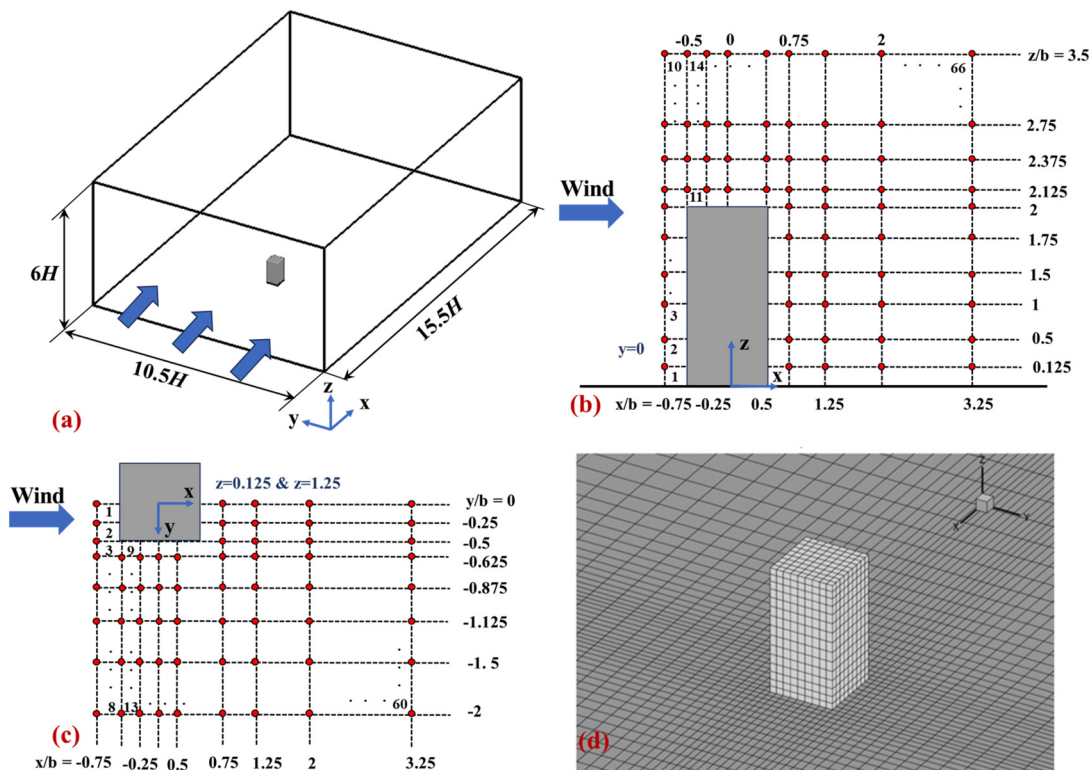 6H
10.5H
15.5H
z
y
x
(a)
-0.5 0 0.75 2
z/b = 3.5
10 14 66
2.75
2.375
Wind
2.125
11
2
1.75
1.5
3
1
y=0
z
2
0.5
1
x
0.125
(b)
x/b = -0.75 -0.25 0.5 1.25 3.25
Wind
x
z=0.125 & z=1.25
y/b = 0
1
-0.25
2
y
-0.5
3 9
-0.625
-0.875
-1.125
-1.5
8 13 60
-2
(c)
x/b = -0.75 -0.25 0.5 0.75 1.25 2 3.25
z
x
Y
(d)